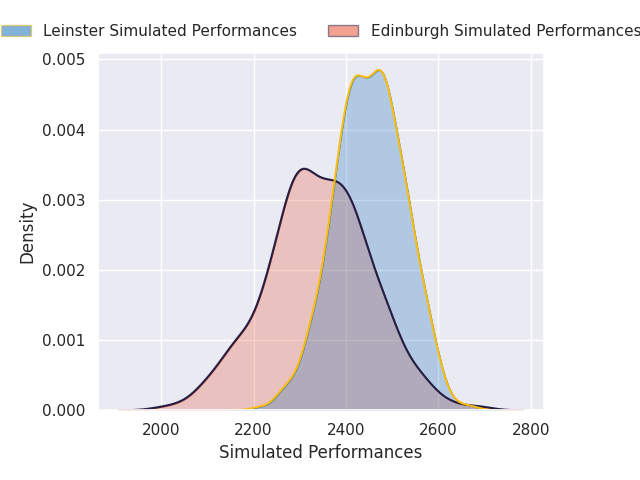 Leinster Simulated Performances Edinburgh Simulated Performances
0.005
0.004
0.003
0.002
0.001
0.000
Density
2000 2200 2400 2600 2800
Simulated Performances